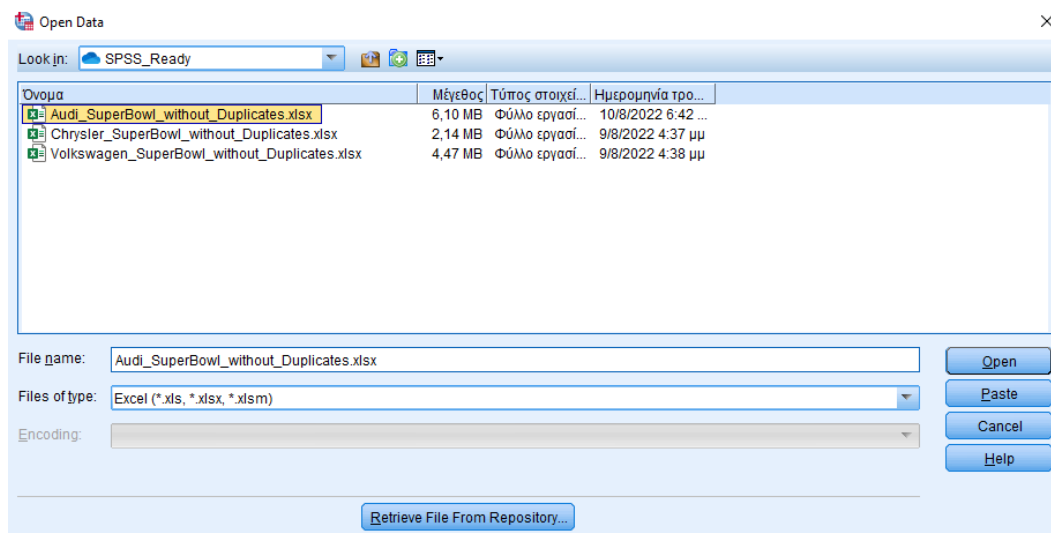 Open Data
Look in: SPSS_Ready
Όνομα Μέγεθος Τύπος στοιχεί... Ημερομηνία τρο...
Audi_SuperBowl_without_Duplicates.xlsx 6,10 MB Φύλλο εργασί... 10/8/2022 6:42 ...
Chrysler_SuperBowl_without_Duplicates.xlsx 2,14 MB Φύλλο εργασί... 9/8/2022 4:37 μμ
Volkswagen_SuperBowl_without_Duplicates.xlsx 4,47 MB Φύλλο εργασί... 9/8/2022 4:38 μμ
File name: Audi_SuperBowl_without_Duplicates.xlsx Open
Files of type: Excel (*.xls, *.xlsx, *.xlsm) Paste
Encoding: Cancel
Help
Retrieve File From Repository...